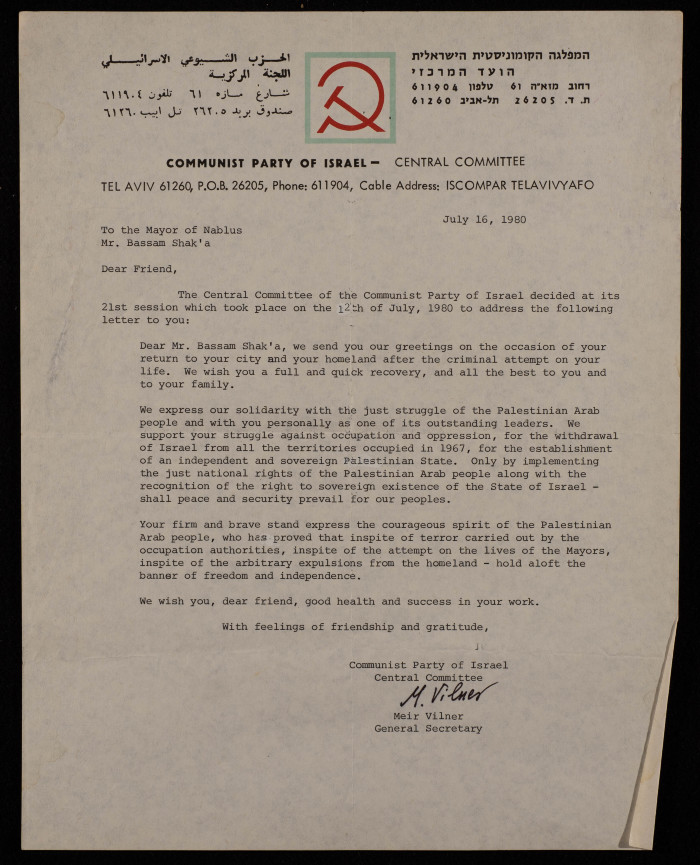 الحزب الشيوعي الاسرائيلي
اللجنة المركزية
شارع مازه ٦١ تلفون ٦١١٩٠٤
صندوق بريد ٢٦٢٠٥ تل ابيب ٦١٢٦٠
המפלגה הקומוניסטית הישראלית
הועד המרכזי
רחוב מזא"ה 61 טלפון 611904
ת. ד. 26205 תל-אביב 61260
COMMUNIST PARTY OF ISRAEL — CENTRAL COMMITTEE
TEL AVIV 61260, P.O.B. 26205, Phone: 611904, Cable Address: ISCOMPAR TELAVIVYAFO
July 16, 1980
To the Mayor of Nablus
Mr. Bassam Shak'a
Dear Friend,
The Central Committee of the Communist Party of Israel decided at its
21st session which took place on the 12th of July, 1980 to address the following
letter to you:
Dear Mr. Bassam Shak'a, we send you our greetings on the occasion of your
return to your city and your homeland after the criminal attempt on your
life. We wish you a full and quick recovery, and all the best to you and
to your family.
We express our solidarity with the just struggle of the Palestinian Arab
people and with you personally as one of its outstanding leaders. We
support your struggle against occupation and oppression, for the withdrawal
of Israel from all the territories occupied in 1967, for the establishment
of an independent and sovereign Palestinian State. Only by implementing
the just national rights of the Palestinian Arab people along with the
recognition of the right to sovereign existence of the State of Israel -
shall peace and security prevail for our peoples.
Your firm and brave stand express the courageous spirit of the Palestinian
Arab people, who has proved that inspite of terror carried out by the
occupation authorities, inspite of the attempt on the lives of the Mayors,
inspite of the arbitrary expulsions from the homeland - hold aloft the
banner of freedom and independence.
We wish you, dear friend, good health and success in your work.
With feelings of friendship and gratitude,
Communist Party of Israel
Central Committee
M. Vilner
Meir Vilner
General Secretary